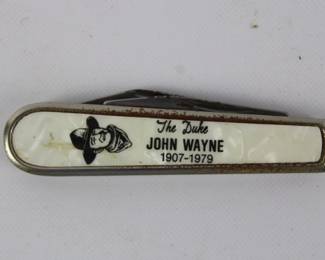 The Duke
JOHN WAYNE
1907-1979